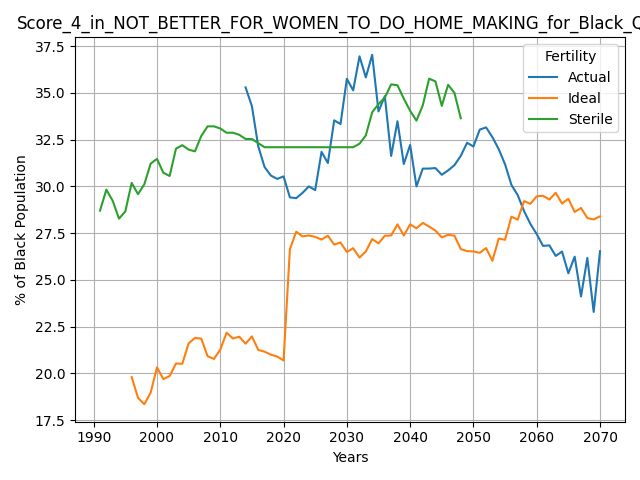 Score_4_in_NOT_BETTER_FOR_WOMEN_TO_DO_HOME_MAKING_for_Black_Q
Fertility
Actual
Ideal
Sterile
37.5
35.0
32.5
30.0
27.5
25.0
22.5
20.0
17.5
% of Black Population
1990 2000 2010 2020 2030 2040 2050 2060 2070
Years